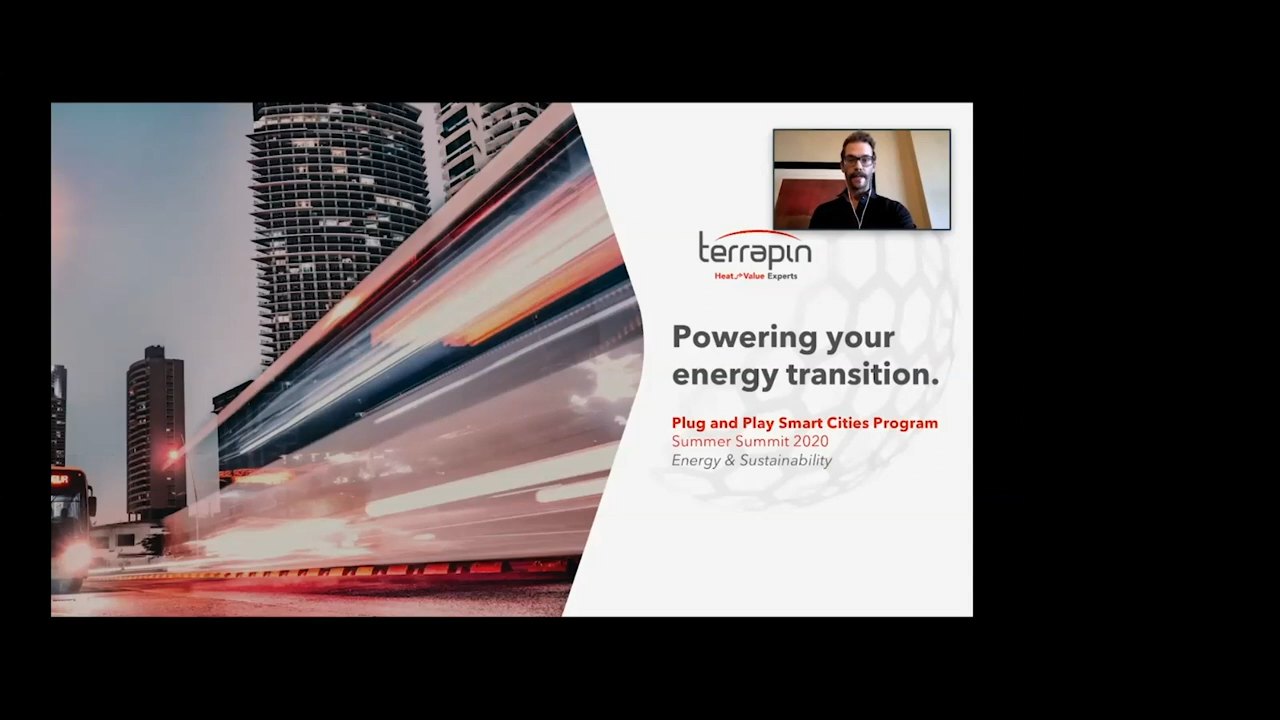 terrapin
Heat Value Experts
Powering your
energy transition.
Plug and Play Smart Cities Program
Summer Summit 2020
Energy & Sustainability